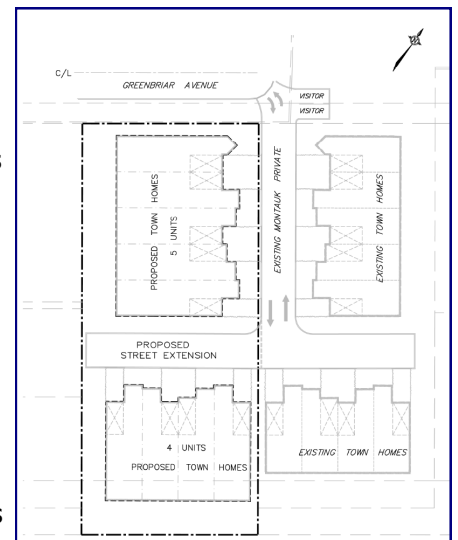 C/L
GREENBRIAR AVENUE
VISITOR
VISITOR
PROPOSED TOWN HOMES
5 UNITS
EXISTING MONTAUK PRIVATE
EXISTING TOWN HOMES
PROPOSED
STREET EXTENSION
4 UNITS
PROPOSED TOWN HOMES
EXISTING TOWN HOMES
s
s